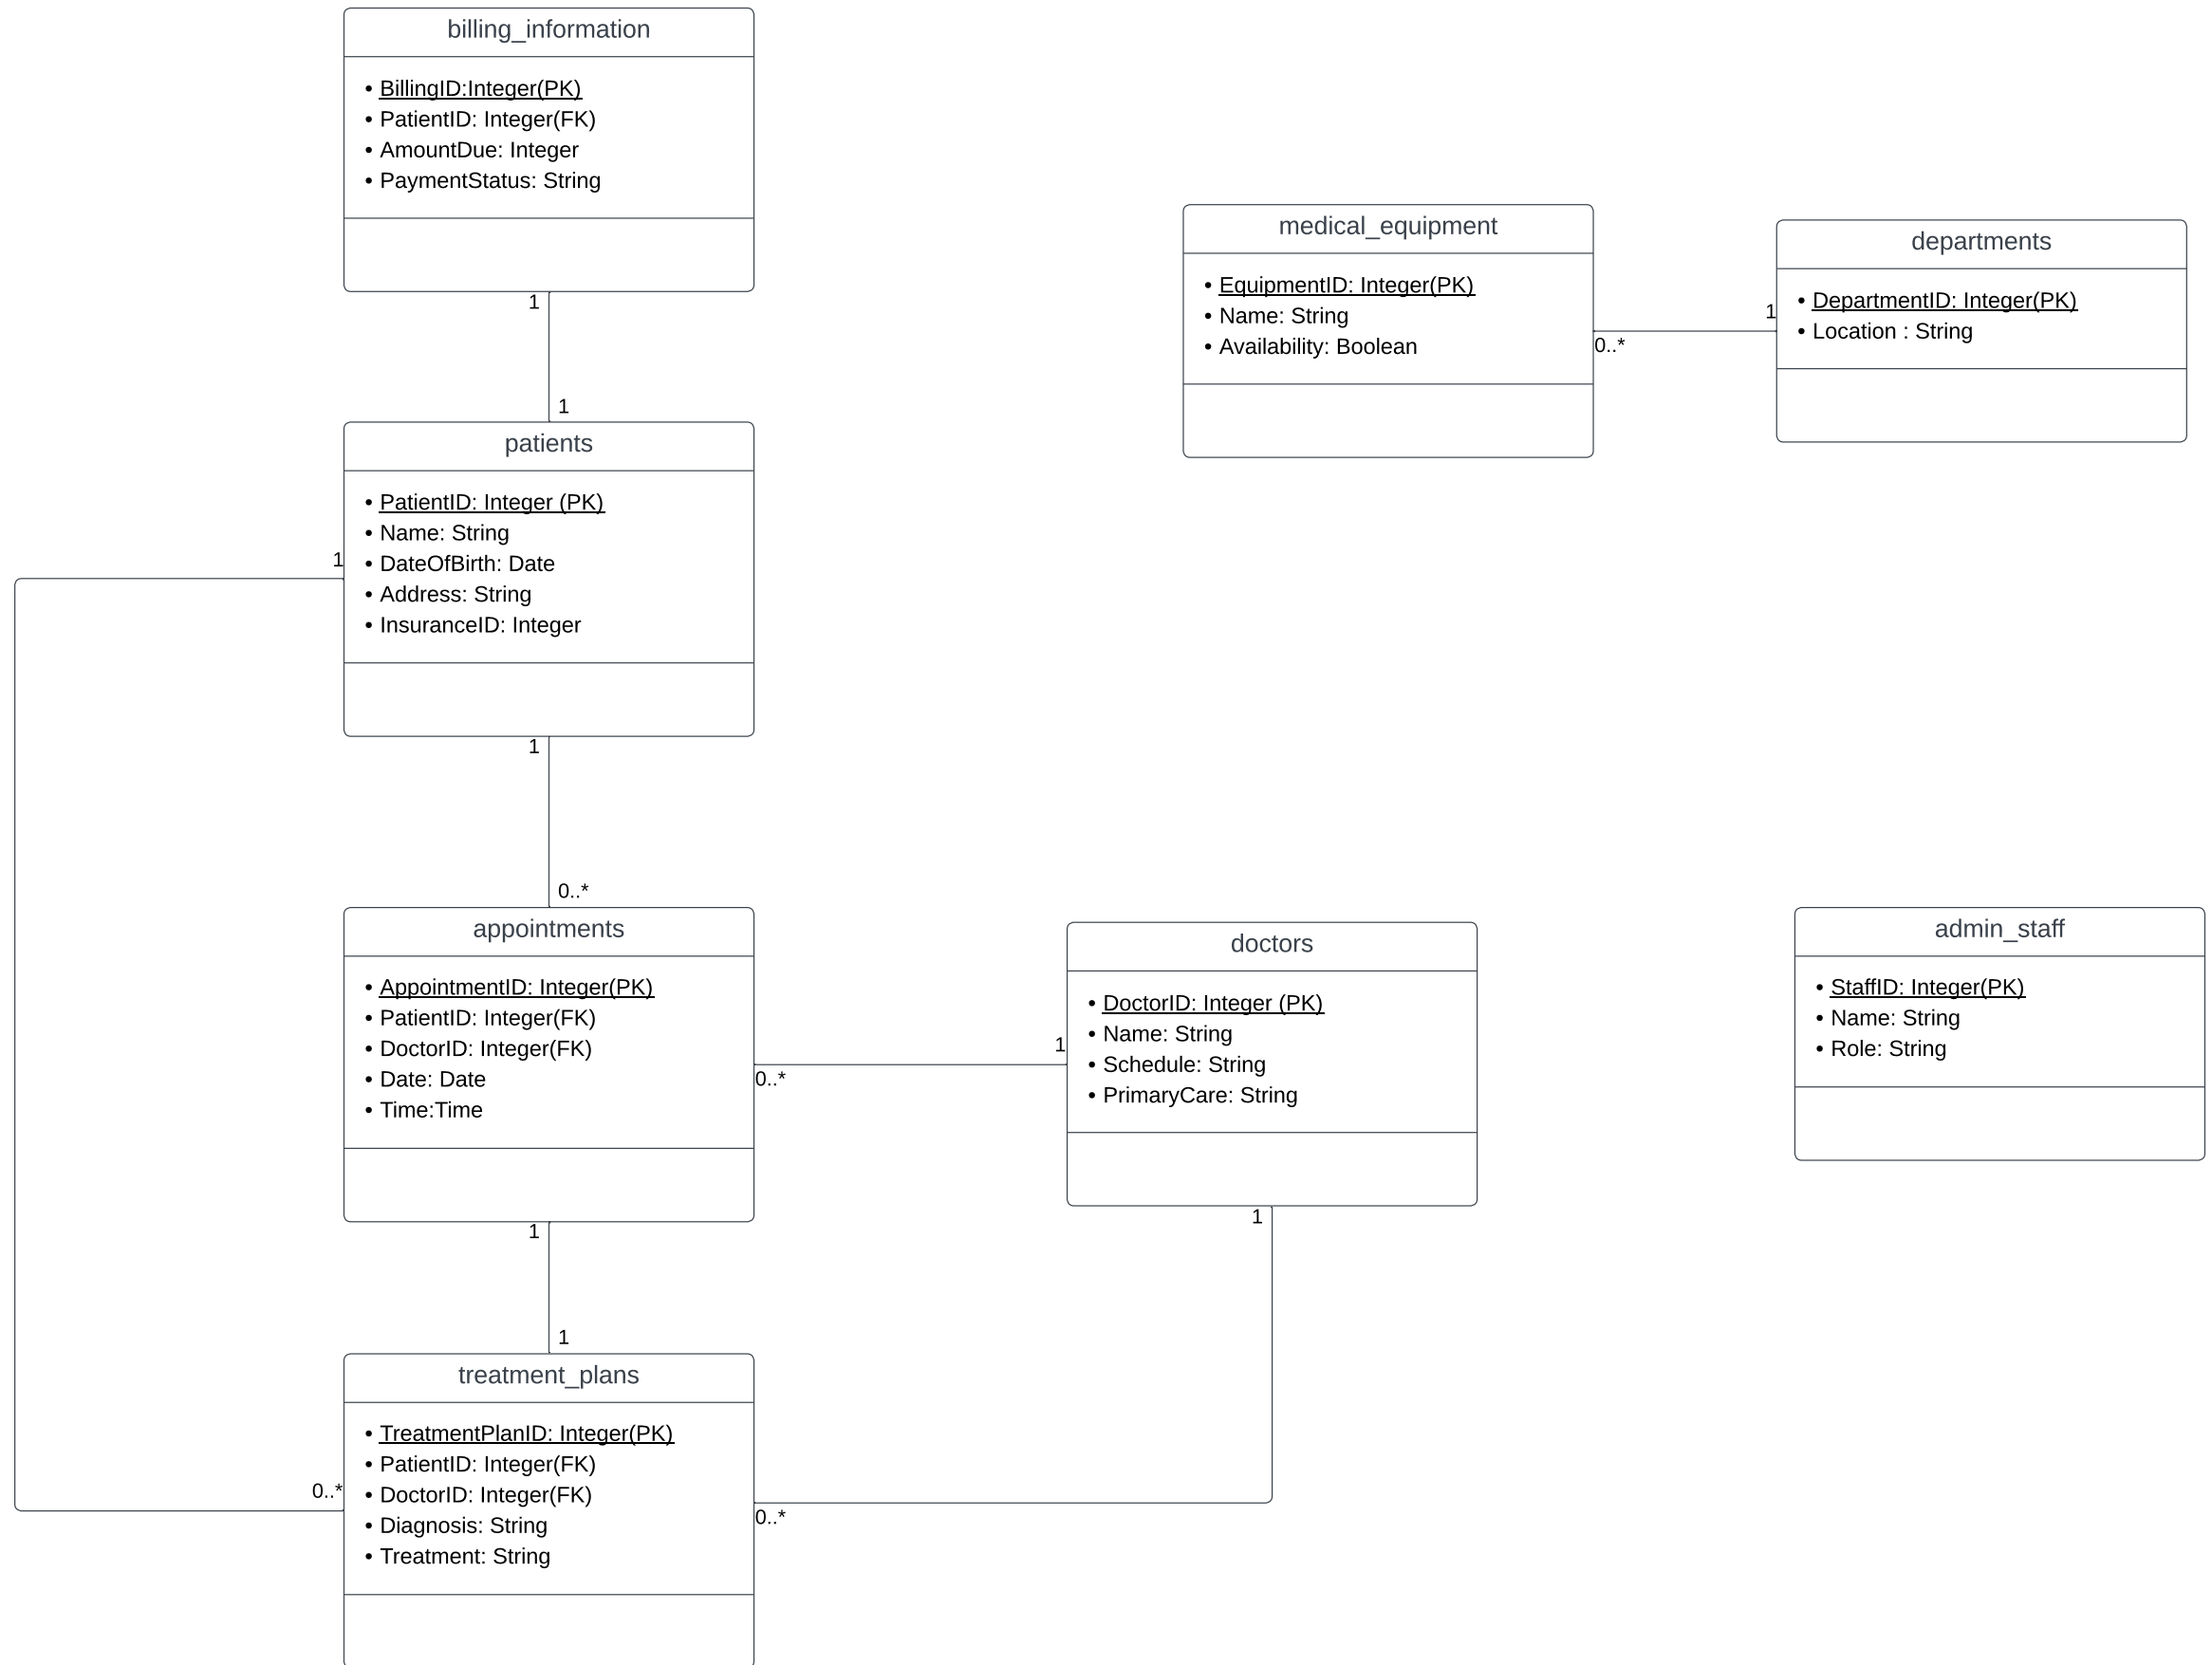 billing_information
• BillingID:Integer(PK)
• PatientID: Integer(FK)
• AmountDue: Integer
• PaymentStatus: String
1
1
patients
• PatientID: Integer (PK)
• Name: String
• DateOfBirth: Date
• Address: String
• InsuranceID: Integer
1
1
0..*
appointments
• AppointmentID: Integer(PK)
• PatientID: Integer(FK)
• DoctorID: Integer(FK)
• Date: Date
• Time:Time
0..*
1
1
1
treatment_plans
• TreatmentPlanID: Integer(PK)
• PatientID: Integer(FK)
• DoctorID: Integer(FK)
• Diagnosis: String
• Treatment: String
0..*
0..*
medical_equipment
• EquipmentID: Integer(PK)
• Name: String
• Availability: Boolean
0..*
1
departments
• DepartmentID: Integer(PK)
• Location : String
doctors
• DoctorID: Integer (PK)
• Name: String
• Schedule: String
• PrimaryCare: String
1
admin_staff
• StaffID: Integer(PK)
• Name: String
• Role: String